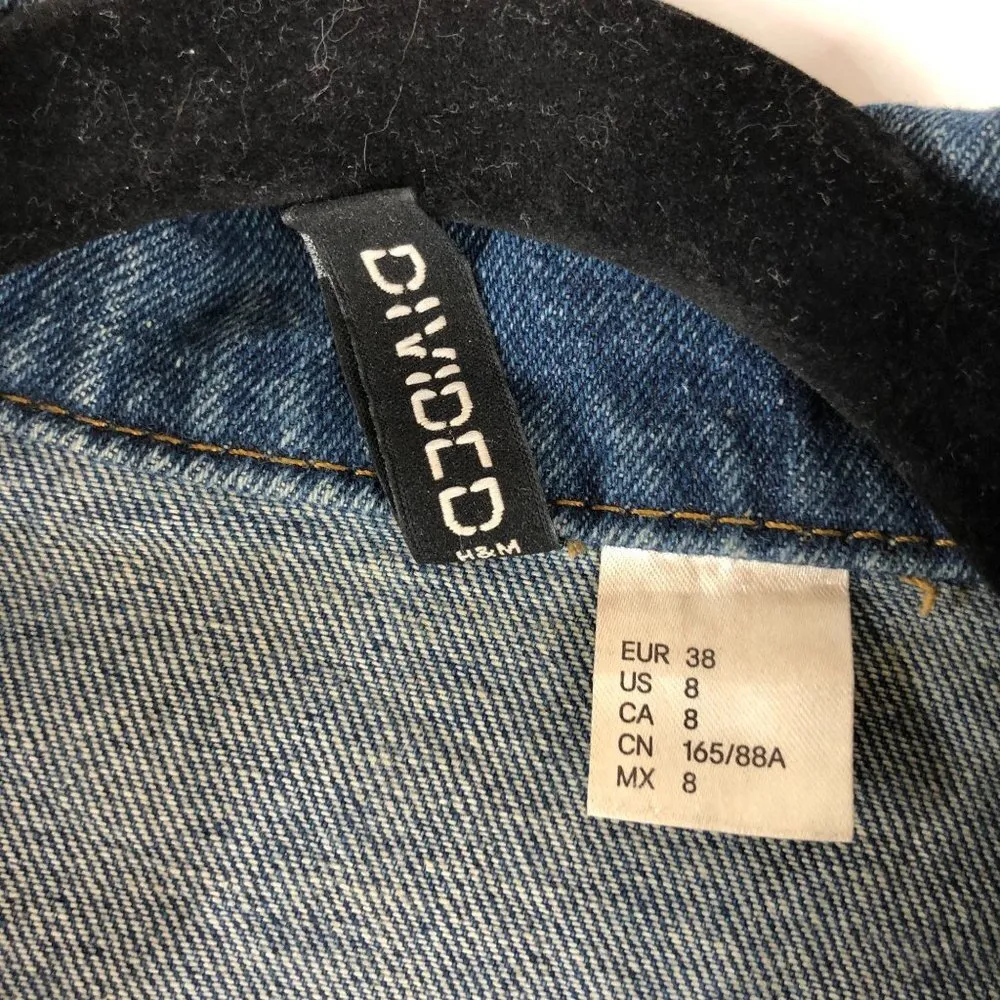 DIVIDED
H&M
EUR 38
US 8
CA 8
CN 165/88A
MX 8